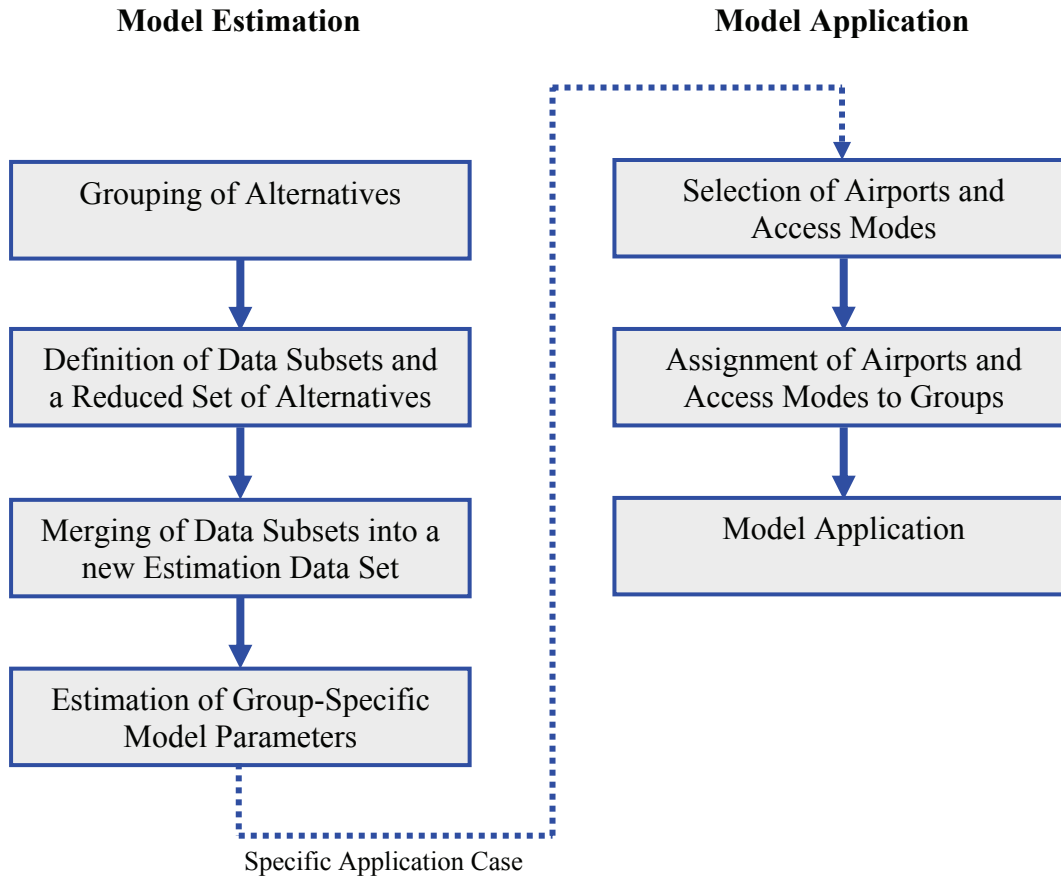 Model Estimation
Grouping of Alternatives
Definition of Data Subsets and
a Reduced Set of Alternatives
Merging of Data Subsets into a
new Estimation Data Set
Estimation of Group-Specific
Model Parameters
Specific Application Case
Model Application
Selection of Airports and
Access Modes
Assignment of Airports and
Access Modes to Groups
Model Application